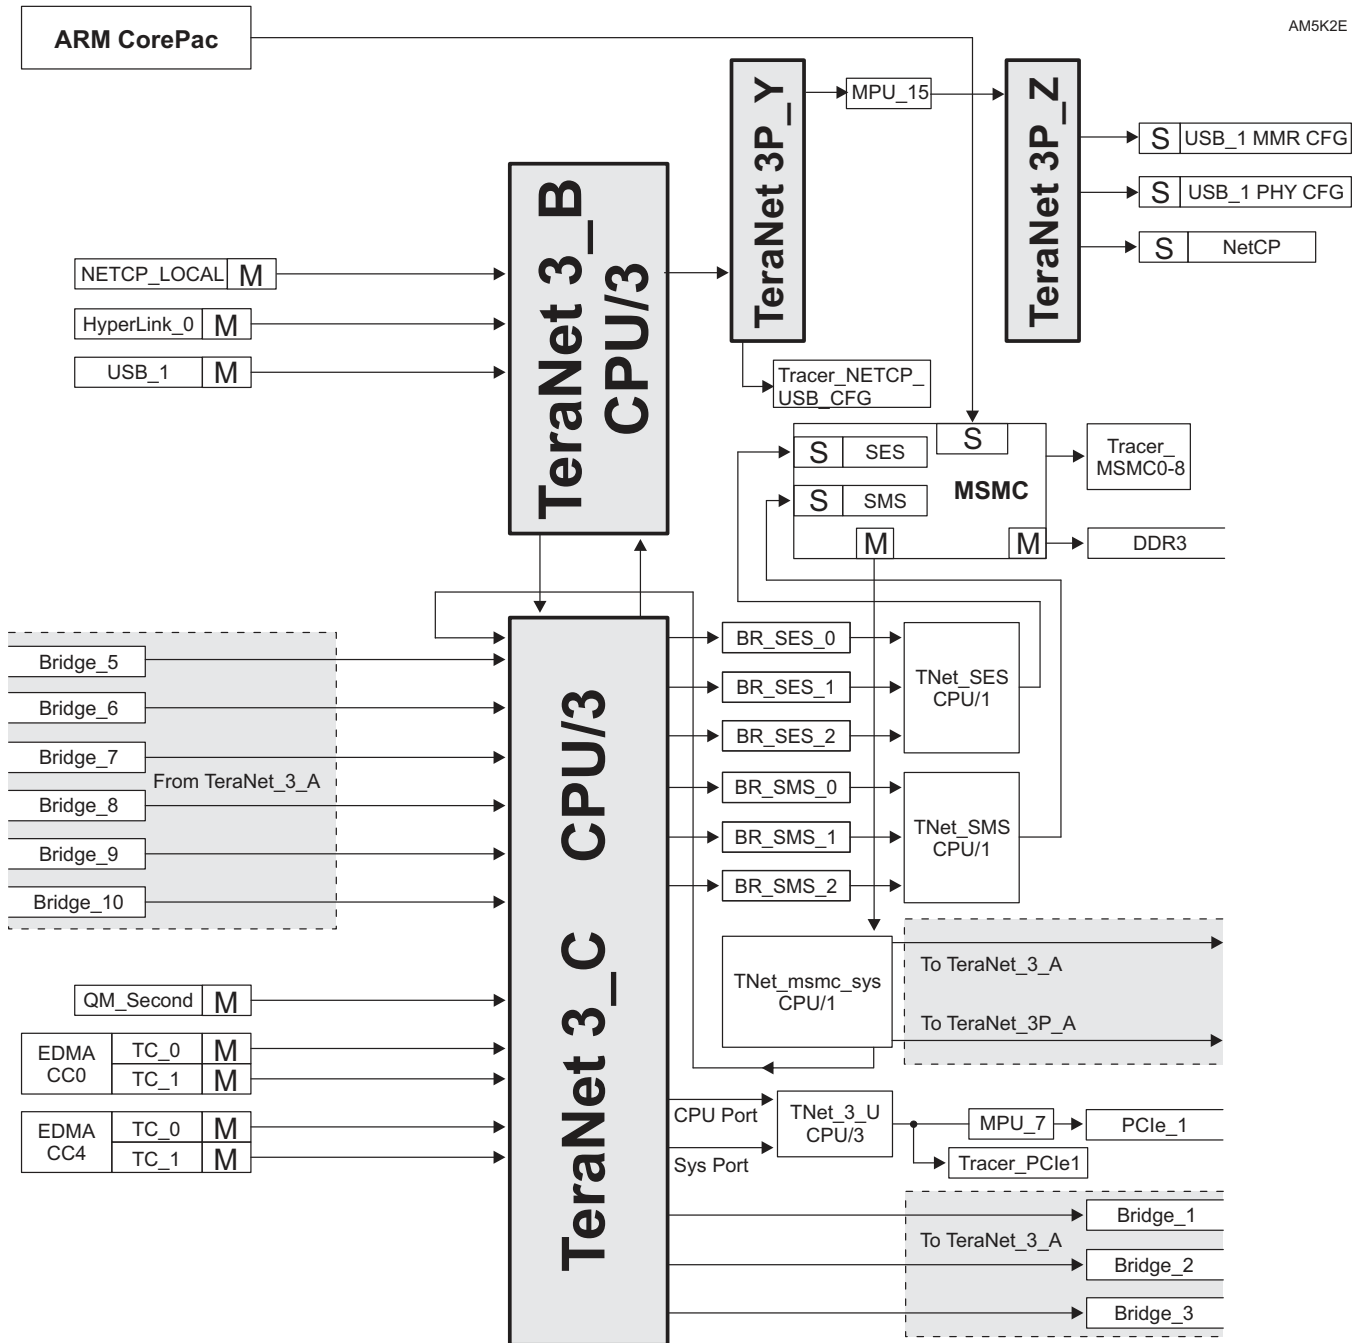 AM5K2E
ARM CorePac
TeraNet 3P_Y
MPU_15
TeraNet 3P_Z
S USB_1 MMR CFG
S USB_1 PHY CFG
S NetCP
TeraNet 3_B
CPU/3
NETCP_LOCAL M
HyperLink_0 M
USB_1 M
Tracer_NETCP_
USB_CFG
S
S SES
S SMS
MSMC
M
M
Tracer_
MSMC0-8
DDR3
Bridge_5
Bridge_6
Bridge_7
Bridge_8
Bridge_9
Bridge_10
From TeraNet_3_A
TeraNet 3_C CPU/3
BR_SES_0
BR_SES_1
BR_SES_2
BR_SMS_0
BR_SMS_1
BR_SMS_2
TNet_SES
CPU/1
TNet_SMS
CPU/1
TNet_msmc_sys
CPU/1
To TeraNet_3_A
To TeraNet_3P_A
QM_Second M
EDMA
CC0
TC_0 M
TC_1 M
EDMA
CC4
TC_0 M
TC_1 M
CPU Port
Sys Port
TNet_3_U
CPU/3
MPU_7
PCIe_1
Tracer_PCIe1
To TeraNet_3_A
Bridge_1
Bridge_2
Bridge_3